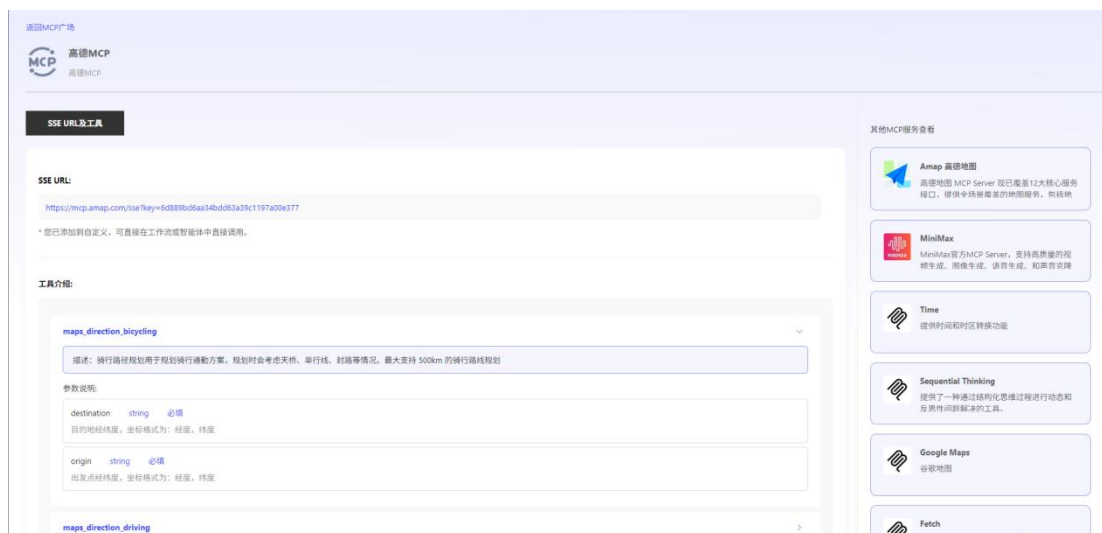 返回MCP广场
MCP
高德MCP
高德MCP
SSE URL及工具
SSE URL:
https://mcp.amap.com/sse?key=6d889bd6aa34bdd63a39c1197a00e377
* 您已添加到自定义，可直接在工作流或智能体中直接调用。
工具介绍:
maps_direction_bicycling
描述：骑行路径规划用于规划骑行通勤方案，规划时会考虑天桥、单行线、封路等情况。最大支持 500km 的骑行路线规划
参数说明:
destination string 必填
目的地经纬度，坐标格式为：经度，纬度
origin string 必填
出发点经纬度，坐标格式为：经度，纬度
maps_direction_driving
其他MCP服务查看
Amap 高德地图
高德地图 MCP Server 现已覆盖12大核心服务
接口，提供全场景覆盖的地图服务，包括地
MINIMAX
MiniMax
MiniMax官方MCP Server，支持高质量的视
频生成、图像生成、语音生成、和声音克隆
Time
提供时间和时区转换功能
Sequential Thinking
提供了一种通过结构化思维过程进行动态和
反思性问题解决的工具。
Google Maps
谷歌地图
Fetch